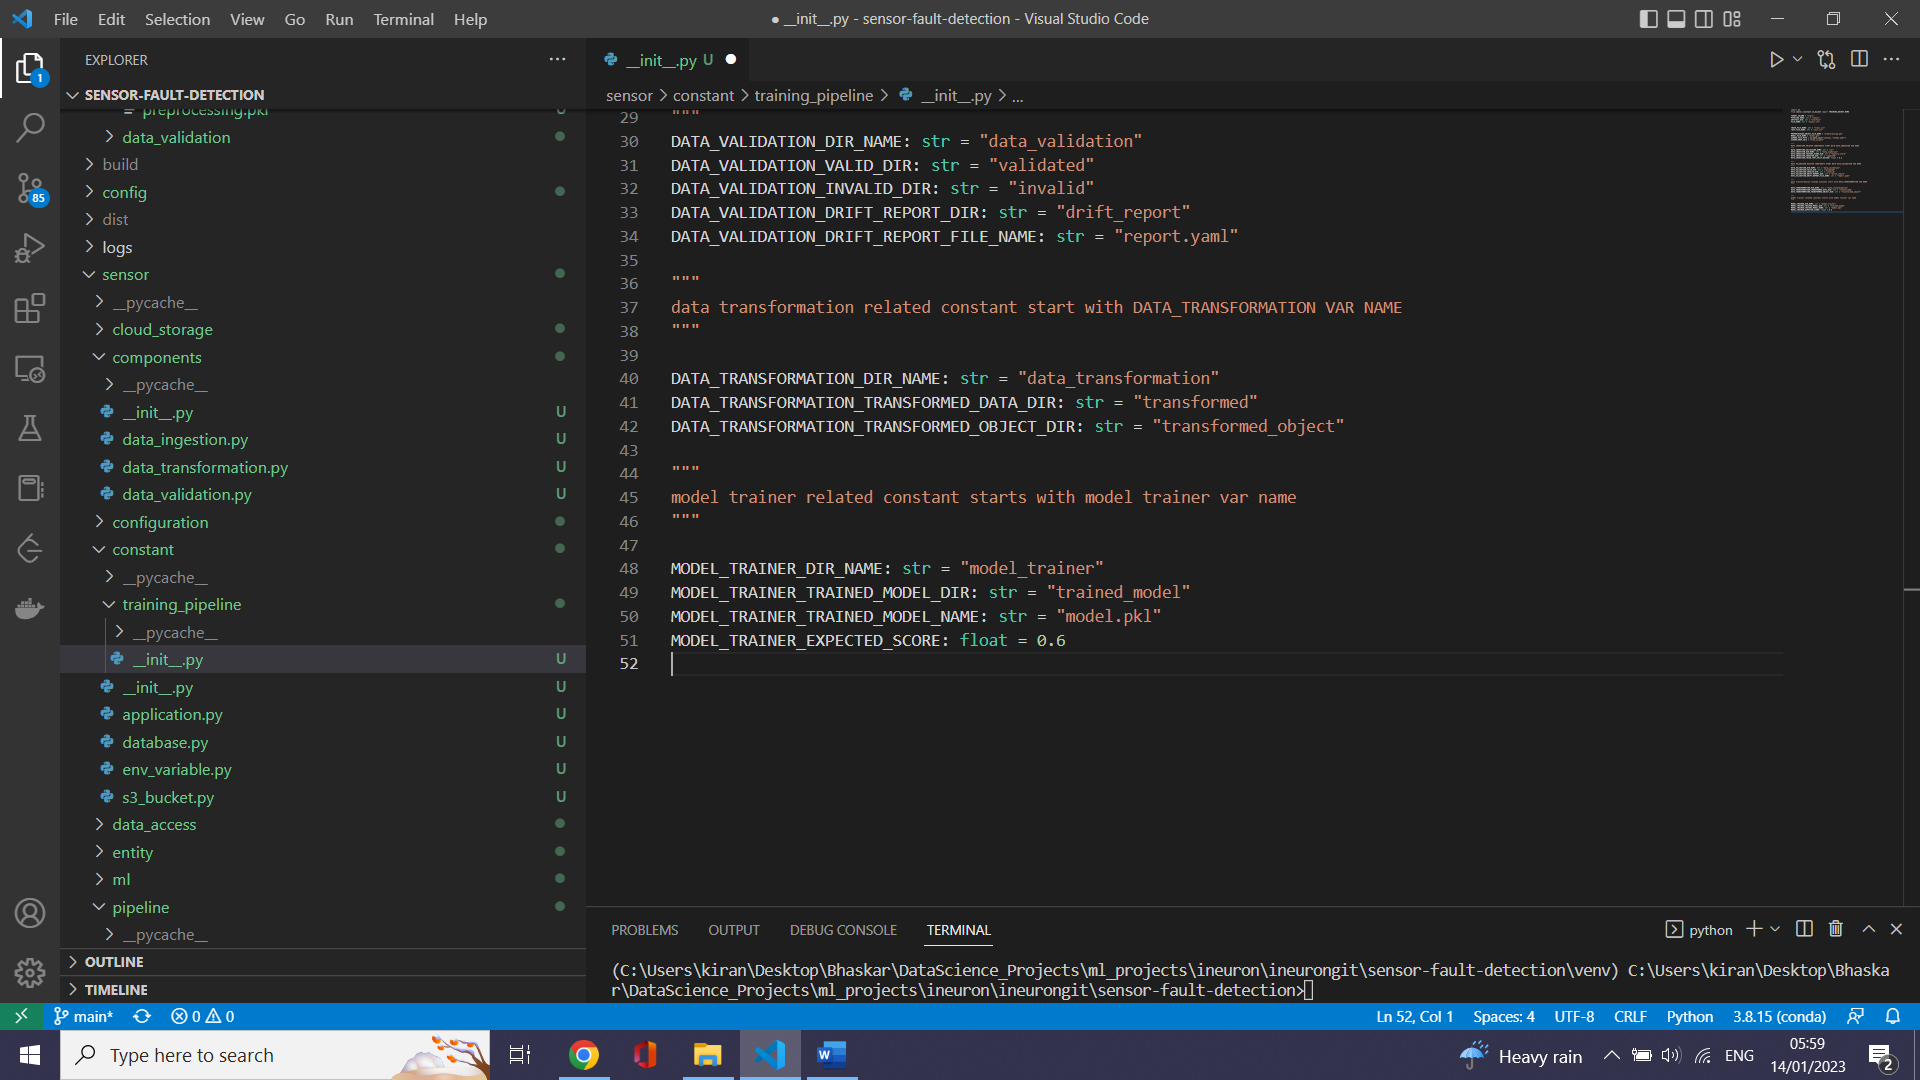 File Edit Selection View Go Run Terminal Help
● __init__.py - sensor-fault-detection - Visual Studio Code
EXPLORER
SENSOR-FAULT-DETECTION
preprocessing.pkl
data_validation
build
config
dist
logs
sensor
__pycache__
cloud_storage
components
__pycache__
__init__.py U
data_ingestion.py U
data_transformation.py U
data_validation.py U
configuration
constant
__pycache__
training_pipeline
__pycache__
__init__.py U
__init__.py U
application.py U
database.py U
env_variable.py U
s3_bucket.py U
data_access
entity
ml
pipeline
__pycache__
OUTLINE
TIMELINE
1
85
__init__.py U ●
sensor > constant > training_pipeline > __init__.py > ...
29 """
30 DATA_VALIDATION_DIR_NAME: str = "data_validation"
31 DATA_VALIDATION_VALID_DIR: str = "validated"
32 DATA_VALIDATION_INVALID_DIR: str = "invalid"
33 DATA_VALIDATION_DRIFT_REPORT_DIR: str = "drift_report"
34 DATA_VALIDATION_DRIFT_REPORT_FILE_NAME: str = "report.yaml"
35
36 """
37 data transformation related constant start with DATA_TRANSFORMATION VAR NAME
38 """
39
40 DATA_TRANSFORMATION_DIR_NAME: str = "data_transformation"
41 DATA_TRANSFORMATION_TRANSFORMED_DATA_DIR: str = "transformed"
42 DATA_TRANSFORMATION_TRANSFORMED_OBJECT_DIR: str = "transformed_object"
43
44 """
45 model trainer related constant starts with model trainer var name
46 """
47
48 MODEL_TRAINER_DIR_NAME: str = "model_trainer"
49 MODEL_TRAINER_TRAINED_MODEL_DIR: str = "trained_model"
50 MODEL_TRAINER_TRAINED_MODEL_NAME: str = "model.pkl"
51 MODEL_TRAINER_EXPECTED_SCORE: float = 0.6
52
PROBLEMS OUTPUT DEBUG CONSOLE TERMINAL
python
(C:\Users\kiran\Desktop\Bhaskar\DataScience_Projects\ml_projects\ineuron\ineurongit\sensor-fault-detection\venv) C:\Users\kiran\Desktop\Bhaska
r\DataScience_Projects\ml_projects\ineuron\ineurongit\sensor-fault-detection>
main* 0 0
Ln 52, Col 1 Spaces: 4 UTF-8 CRLF Python 3.8.15 (conda)
Type here to search
Heavy rain
ENG
05:59
14/01/2023
2